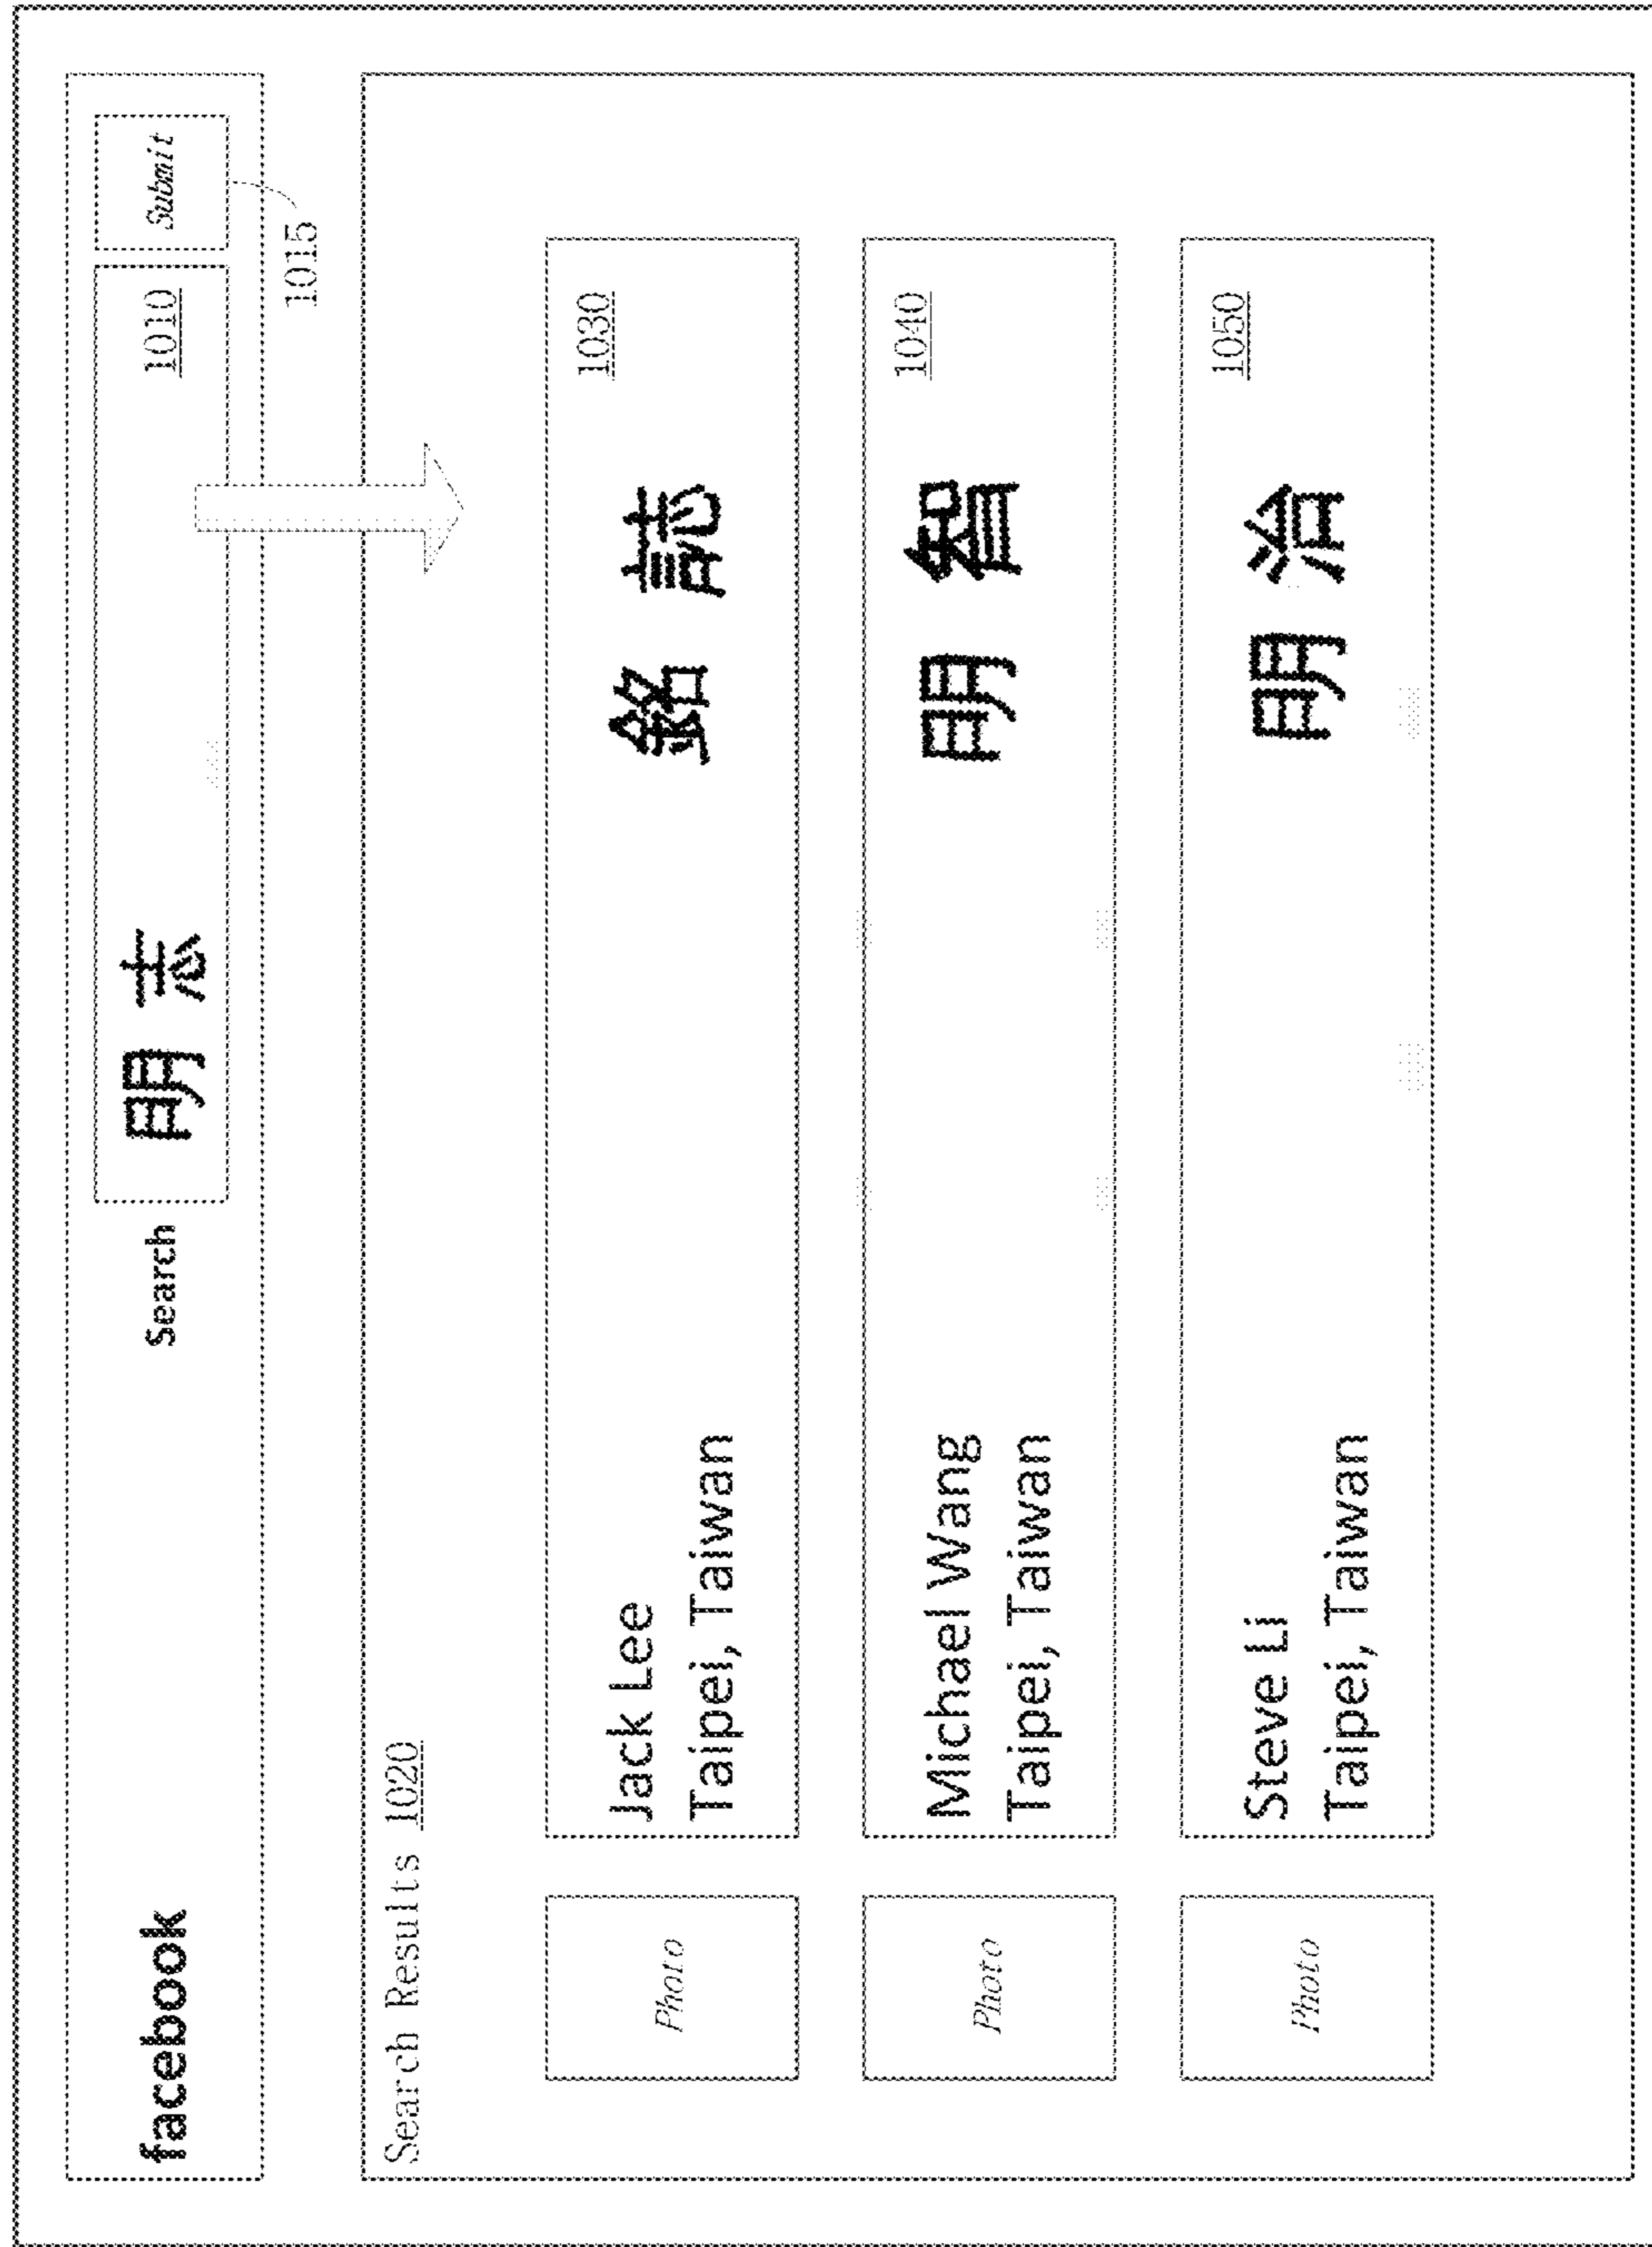 facebook Search 明志 1010 Submit
1015
Search Results 1020
Photo
Jack Lee
Taipei, Taiwan
銘誌
1030
Photo
Michael Wang
Taipei, Taiwan
明智
1040
Photo
Steve Li
Taipei, Taiwan
明治
1050